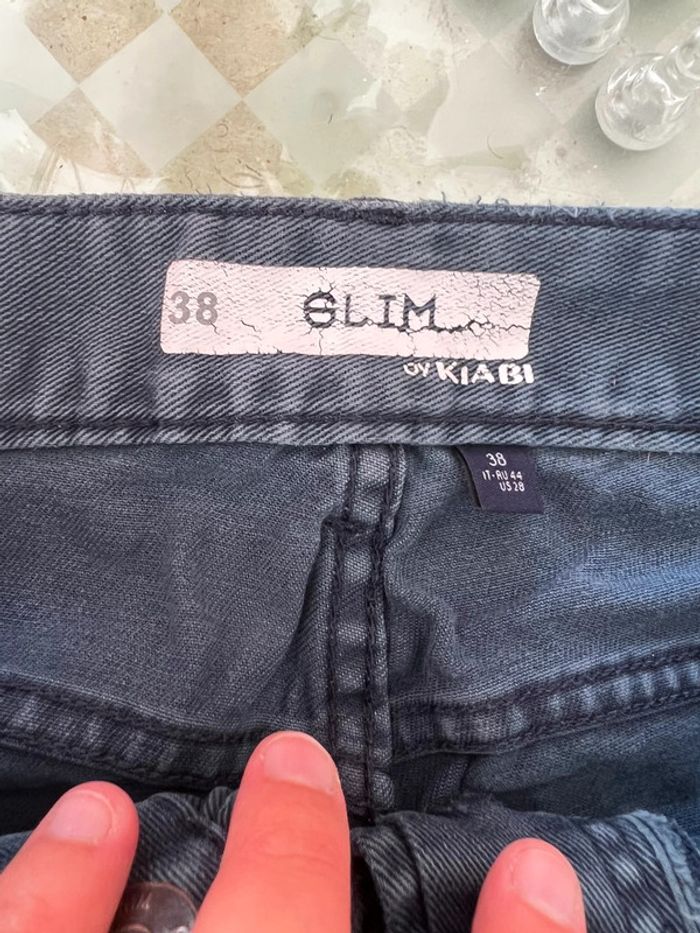 38 SLIM
BY KIABI
38
IT-RU 44
US 28